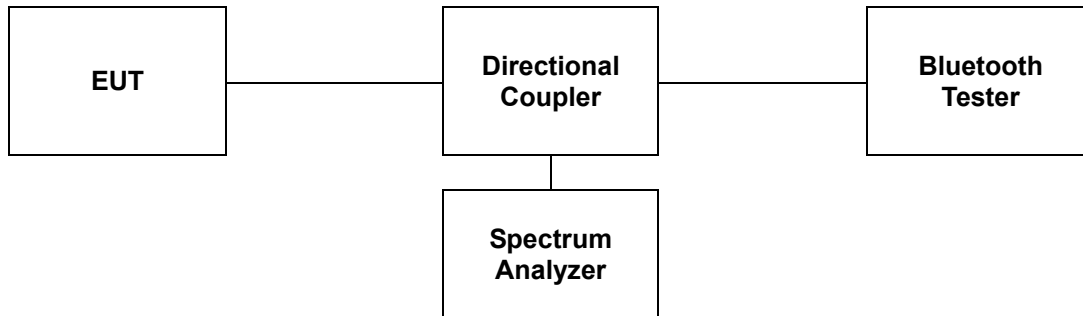 EUT
Directional
Coupler
Bluetooth
Tester
Spectrum
Analyzer